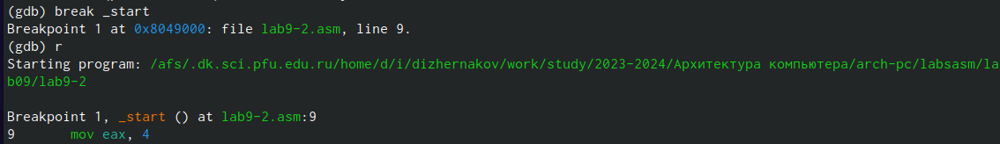 (gdb) break _start
Breakpoint 1 at 0x8049000: file lab9-2.asm, line 9.
(gdb) r
Starting program: /afs/.dk.sci.pfu.edu.ru/home/d/i/dizhernakov/work/study/2023-2024/Архитектура компьютера/arch-pc/labsasm/la
b09/lab9-2
Breakpoint 1, _start () at lab9-2.asm:9
9       mov eax, 4